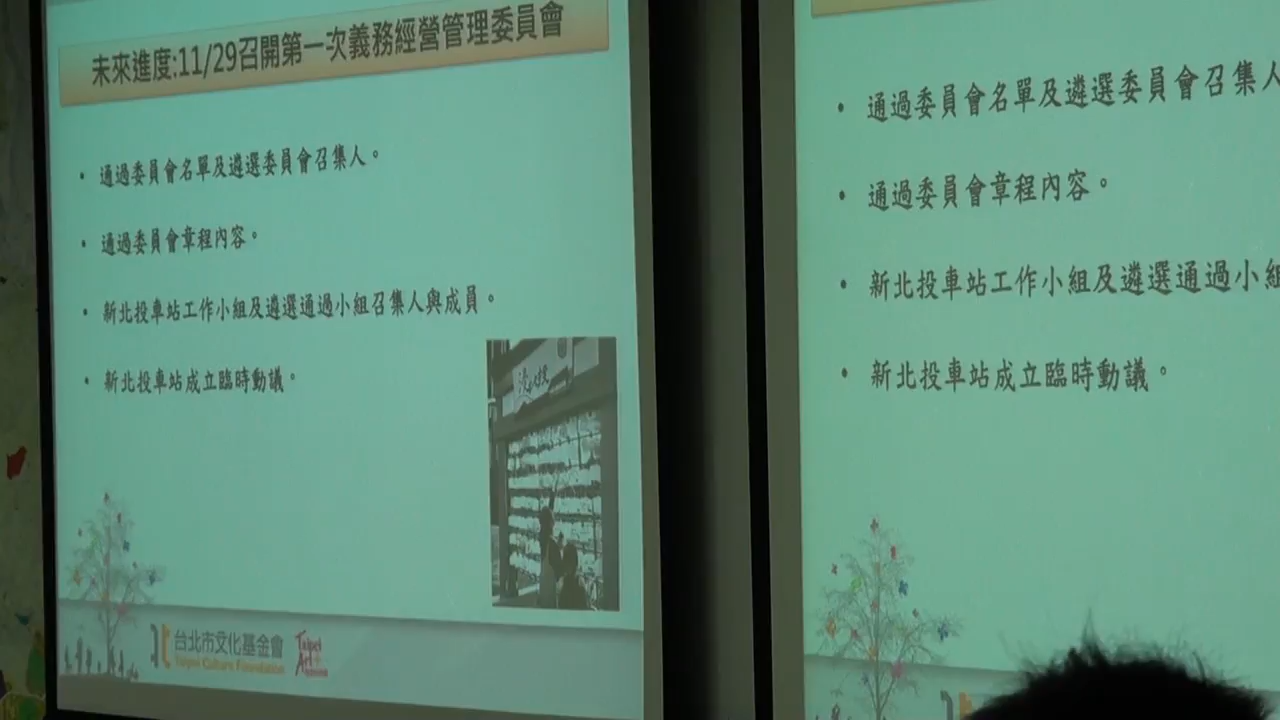 未來進度:11/29召開第一次義務經營管理委員會
• 通過委員會名單及遴選委員會召集人。
• 通過委員會章程內容。
• 新北投車站工作小組及遴選通過小組召集人與成員。
• 新北投車站成立臨時動議。
台北市文化基金會
Taipei Culture Foundation
Taipei
Art
• 通過委員會名單及遴選委員會召集人
• 通過委員會章程內容。
• 新北投車站工作小組及遴選通過小組
• 新北投車站成立臨時動議。